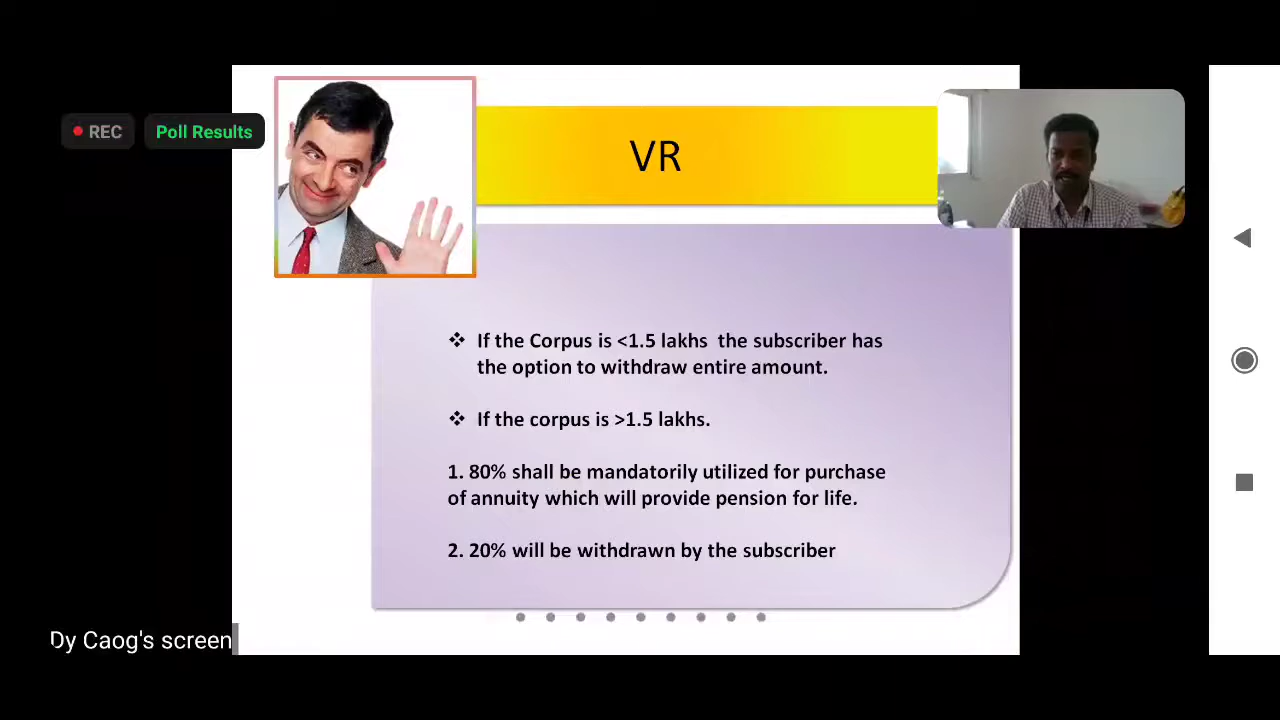 REC
Poll Results
VR
❖ If the Corpus is <1.5 lakhs the subscriber has
the option to withdraw entire amount.
❖ If the corpus is >1.5 lakhs.
1. 80% shall be mandatorily utilized for purchase
of annuity which will provide pension for life.
2. 20% will be withdrawn by the subscriber
Dy Caog's screen